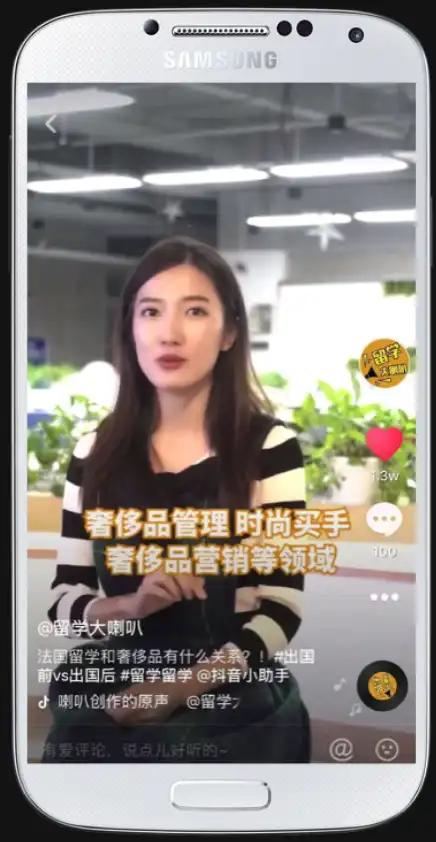 SAMSUNG
留学
大喇叭
1.3w
100
奢侈品管理 时尚买手
奢侈品营销等领域
@留学大喇叭
法国留学和奢侈品有什么关系？！#出国
前vs出国后 #留学留学 @抖音小助手
喇叭创作的原声 @留学
有爱评论，说点儿好听的~